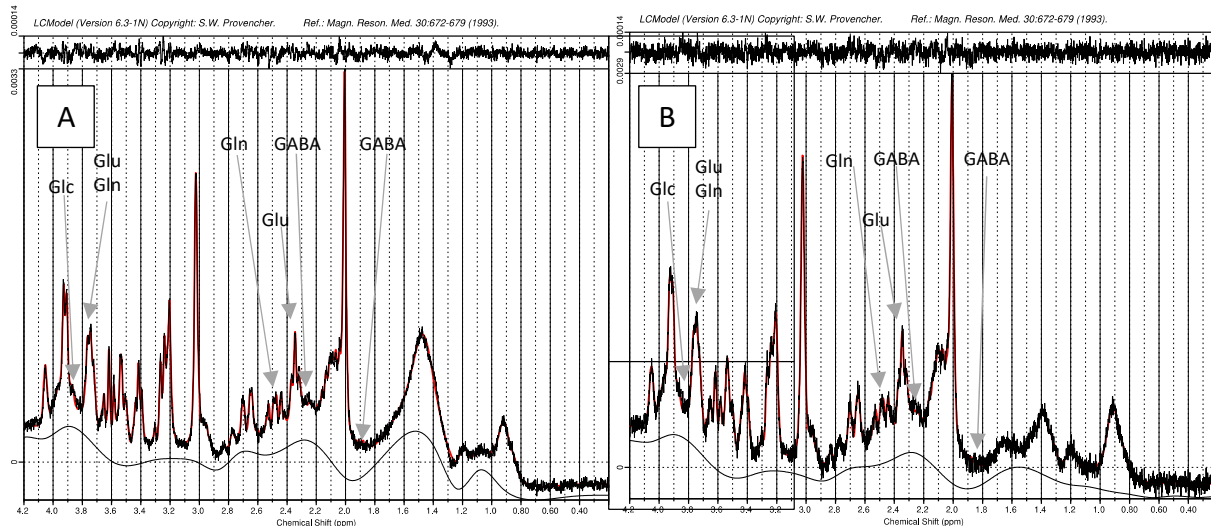 LCModel (Version 6.3-1N) Copyright: S.W. Provencher. Ref.: Magn. Reson. Med. 30:672-679 (1993).
0.00014
0.0033
A
Glc
Glu
Gln
Gln
GABA
GABA
Glu
0
4.2 4.0 3.8 3.6 3.4 3.2 3.0 2.8 2.6 2.4 2.2 2.0 1.8 1.6 1.4 1.2 1.0 0.80 0.60 0.40
Chemical Shift (ppm)
LCModel (Version 6.3-1N) Copyright: S.W. Provencher. Ref.: Magn. Reson. Med. 30:672-679 (1993).
0.00014
0.0029
B
Glc
Glu
Gln
Gln
GABA
GABA
Glu
0
4.2 4.0 3.8 3.6 3.4 3.2 3.0 2.8 2.6 2.4 2.2 2.0 1.8 1.6 1.4 1.2 1.0 0.80 0.60 0.40
Chemical Shift (ppm)